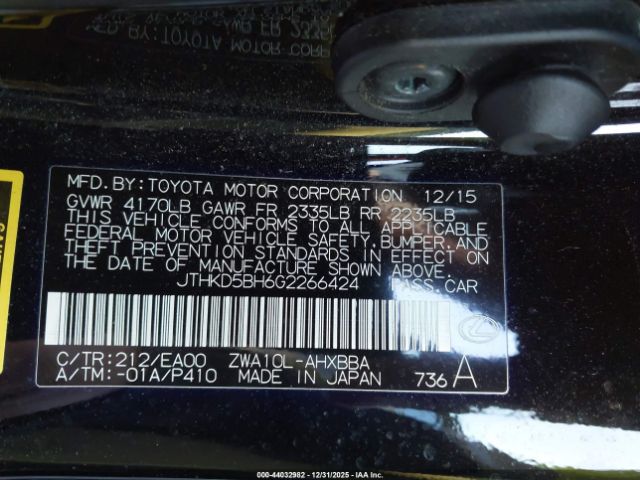 MFD. BY: TOYOTA MOTOR CORPORATION 12/15
GVWR 4170LB GAWR FR 2335LB RR 2235LB
THIS VEHICLE CONFORMS TO ALL APPLICABLE
FEDERAL MOTOR VEHICLE SAFETY, BUMPER, AND
THEFT PREVENTION STANDARDS IN EFFECT ON
THE DATE OF MANUFACTURE SHOWN ABOVE.
JTHKD5BH6G2266424 PASS. CAR
C/TR:212/EA00 ZWA10L-AHXBBA
A/TM:-01A/P410 MADE IN JAPAN 736 A
000-44032982 - 12/31/2025 - IAA Inc.